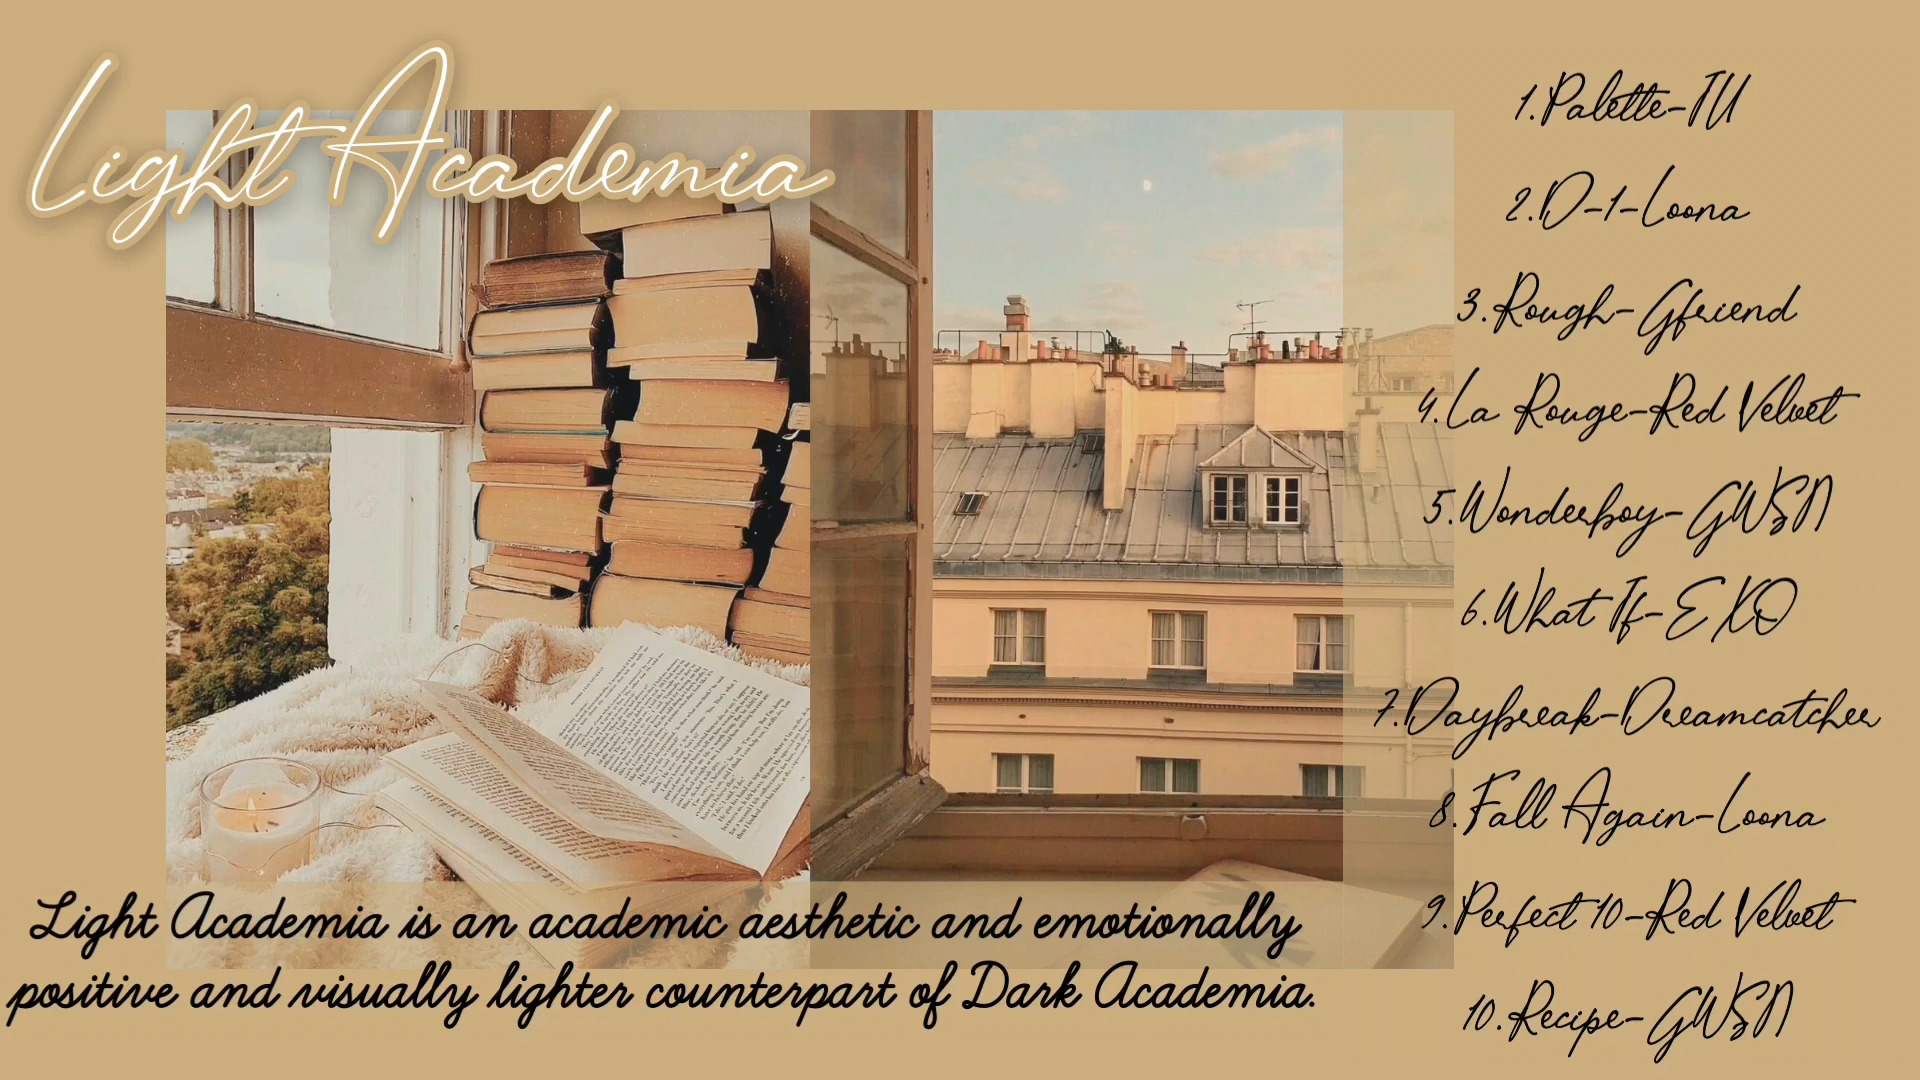 Light Academia
1.Palette-IU
2.D-1-Loona
3.Rough-Gfriend
4.La Rouge-Red Velvet
5.Wonderboy-GWSN
6.What If-EXO
7.Daybreak-Dreamcatcher
8.Fall Again-Loona
9.Perfect 10-Red Velvet
10.Recipe-GWSN
Light Academia is an academic aesthetic and emotionally
positive and visually lighter counterpart of Dark Academia.